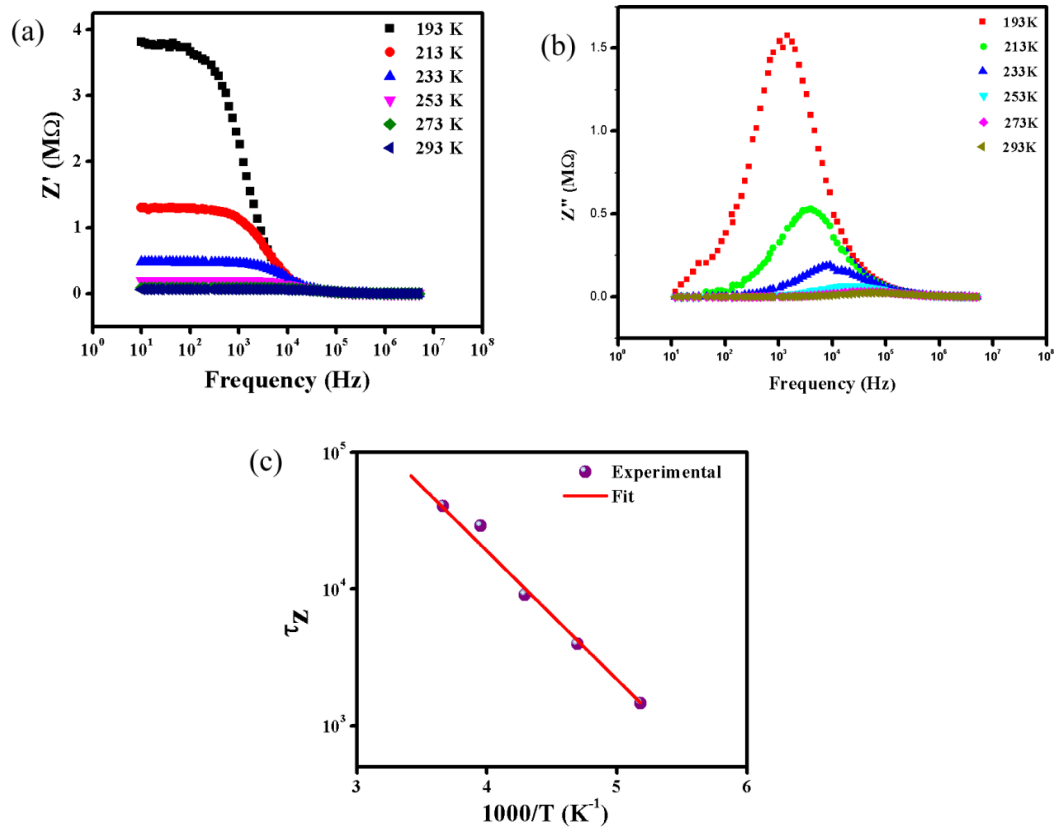 (a)
193 K
213 K
233 K
253 K
273 K
293 K
Z' (MΩ)
4
3
2
1
0
10⁰ 10¹ 10² 10³ 10⁴ 10⁵ 10⁶ 10⁷ 10⁸
Frequency (Hz)
(b)
193K
213K
233K
253K
273K
293K
Z'' (MΩ)
1.5
1.0
0.5
0.0
10⁰ 10¹ 10² 10³ 10⁴ 10⁵ 10⁶ 10⁷ 10⁸
Frequency (Hz)
(c)
Experimental
Fit
τz
10⁵
10⁴
10³
3 4 5 6
1000/T (K⁻¹)